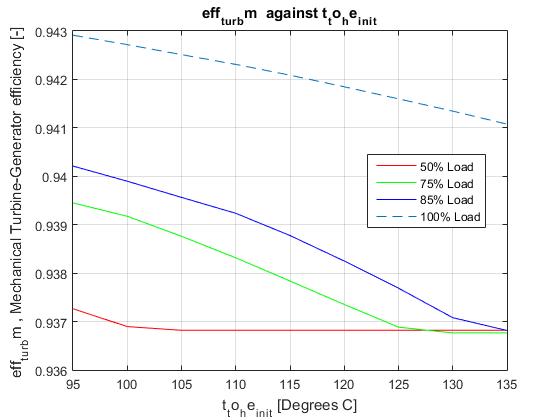 eff_turb m against t_t o_h e_init
0.943
0.942
0.941
0.94
0.939
0.938
0.937
0.936
eff_turb m , Mechanical Turbine-Generator efficiency [-]
50% Load
75% Load
85% Load
100% Load
95 100 105 110 115 120 125 130 135
t_t o_h e_init [Degrees C]